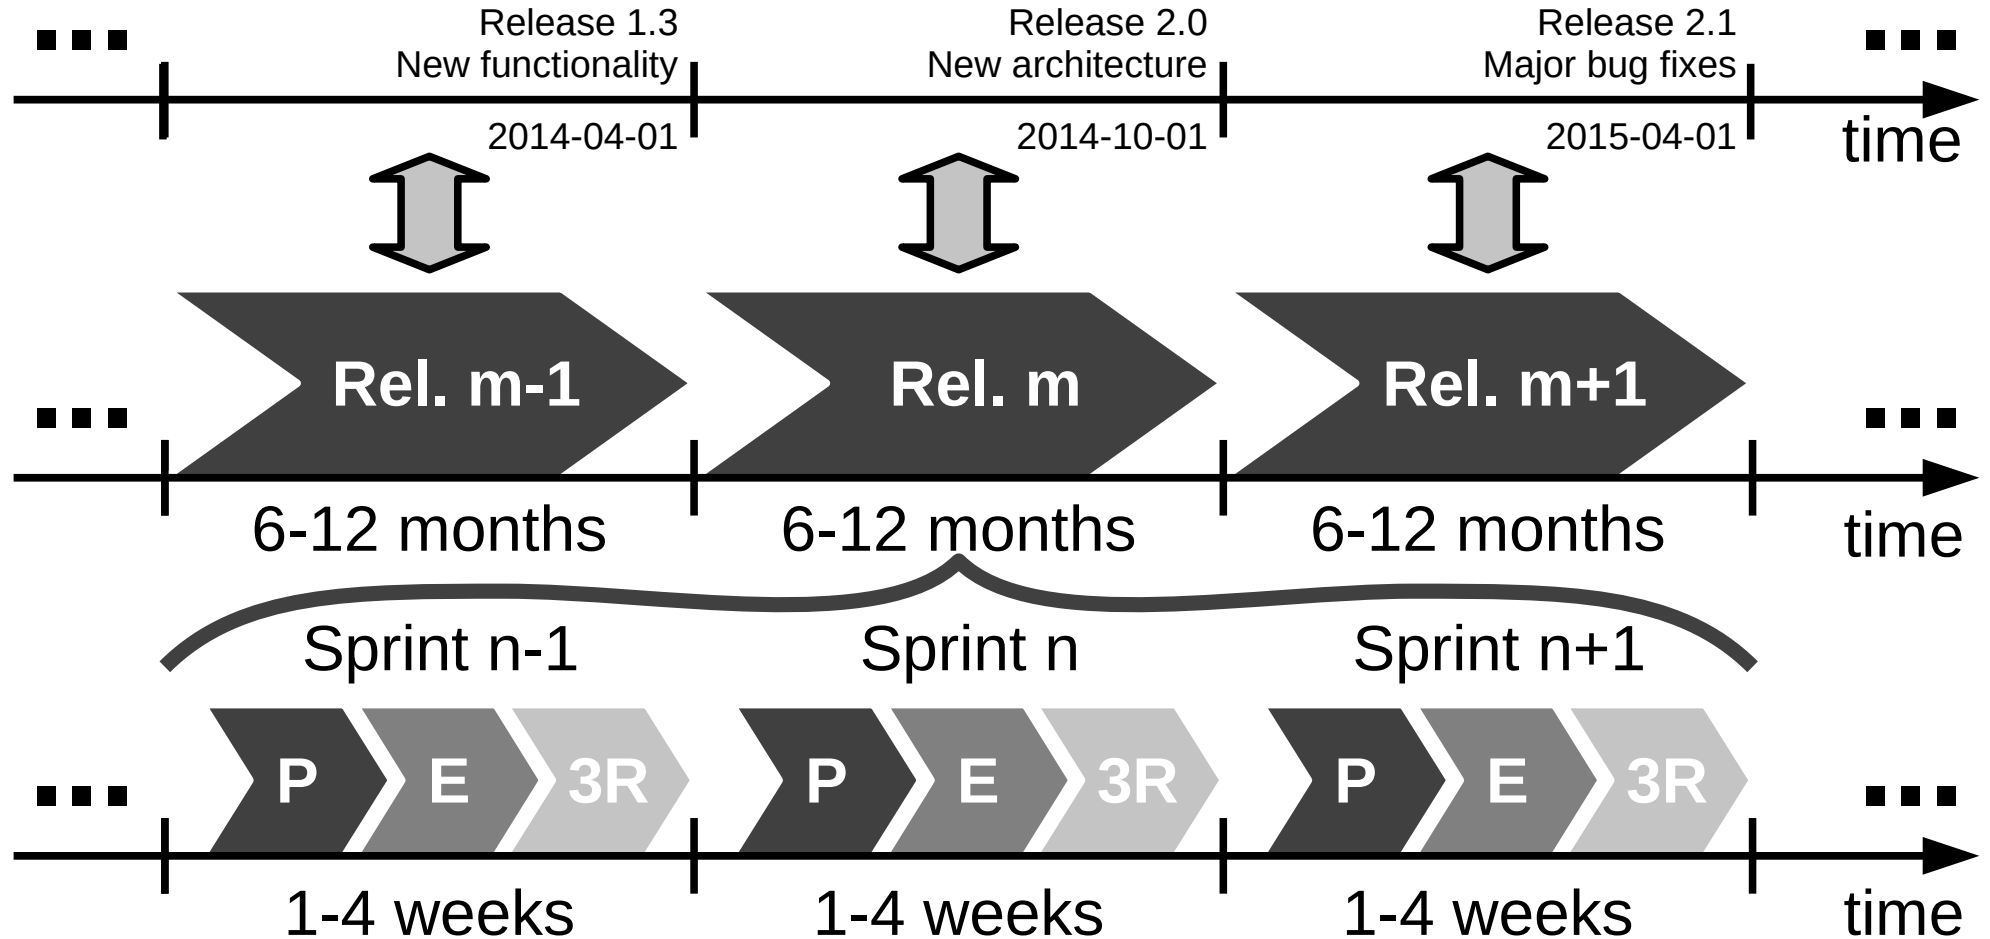 Release 1.3
New functionality
Release 2.0
New architecture
Release 2.1
Major bug fixes
2014-04-01
2014-10-01
2015-04-01
time
Rel. m-1
Rel. m
Rel. m+1
6-12 months
6-12 months
6-12 months
time
Sprint n-1
Sprint n
Sprint n+1
P
E
3R
P
E
3R
P
E
3R
1-4 weeks
1-4 weeks
1-4 weeks
time